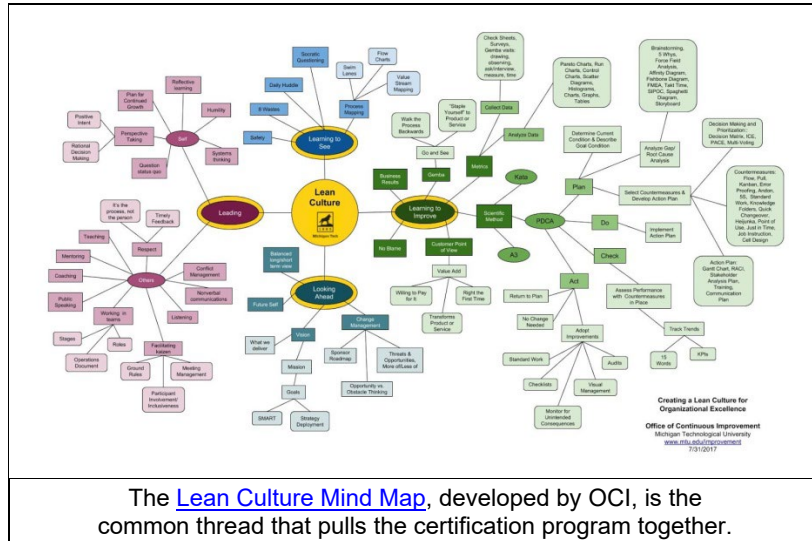 Lean
Culture
Michigan Tech
Learning to
See
Socratic
Questioning
Daily Huddle
8 Wastes
Safety
Process
Mapping
Swim
Lanes
Flow
Charts
Value
Stream
Mapping
Leading
Self
Reflective
learning
Plan for
Continued
Growth
Humility
Perspective
Taking
Positive
Intent
Rational
Decision
Making
Systems
thinking
Question
status quo
Others
It's the
process, not
the person
Timely
Feedback
Respect
Teaching
Mentoring
Coaching
Public
Speaking
Conflict
Management
Nonverbal
communications
Listening
Working in
teams
Stages
Roles
Operations
Document
Facilitating
kaizen
Ground
Rules
Meeting
Management
Participant
Involvement/
Inclusiveness
Looking
Ahead
Balanced
long/short
term view
Future Self
Vision
What we
deliver
Mission
Goals
SMART
Strategy
Deployment
Change
Management
Sponsor
Roadmap
Threats &
Opportunities,
More of/Less of
Opportunity vs.
Obstacle Thinking
Learning to
Improve
Business
Results
No Blame
Gemba
Go and See
Walk the
Process
Backwards
"Staple
Yourself" to
Product or
Service
Metrics
Collect Data
Check Sheets,
Surveys,
Gemba visits:
drawing,
observing,
ask/interview,
measure, time
Analyze Data
Pareto Charts, Run
Charts, Control
Charts, Scatter
Diagrams,
Histograms,
Charts, Graphs,
Tables
Customer Point
of View
Value Add
Willing to Pay
for it
Right the
First Time
Transforms
Product or
Service
Scientific
Method
Kata
A3
PDCA
Plan
Determine Current
Condition & Describe
Goal Condition
Analyze Gap/
Root Cause
Analysis
Brainstorming,
5 Whys,
Force Field
Analysis,
Affinity Diagram,
Fishbone Diagram,
FMEA, Takt Time,
SIPOC, Spaghetti
Diagram,
Storyboard
Select Countermeasures &
Develop Action Plan
Decision Making and
Prioritization:
Decision Matrix, ICE,
PACE, Multi-Voting
Countermeasures:
Flow, Pull,
Kanban, Error
Proofing, Andon,
5S, Standard
Work, Knowledge
Folders, Quick
Changeover,
Heijunka, Point of
Use, Just in Time,
Job Instruction,
Cell Design
Action Plan:
Gantt Chart, RACI,
Stakeholder
Analysis Plan,
Training,
Communication
Plan
Do
Implement
Action Plan
Check
Assess Performance
with Countermeasures
in Place
Track Trends
15
Words
KPIs
Act
Return to Plan
No Change
Needed
Adopt
Improvements
Standard Work
Checklists
Monitor for
Unintended
Consequences
Visual
Management
Audits
Creating a Lean Culture for
Organizational Excellence
Office of Continuous Improvement
Michigan Technological University
www.mtu.edu/improvement
7/31/2017
The Lean Culture Mind Map, developed by OCI, is the
common thread that pulls the certification program together.